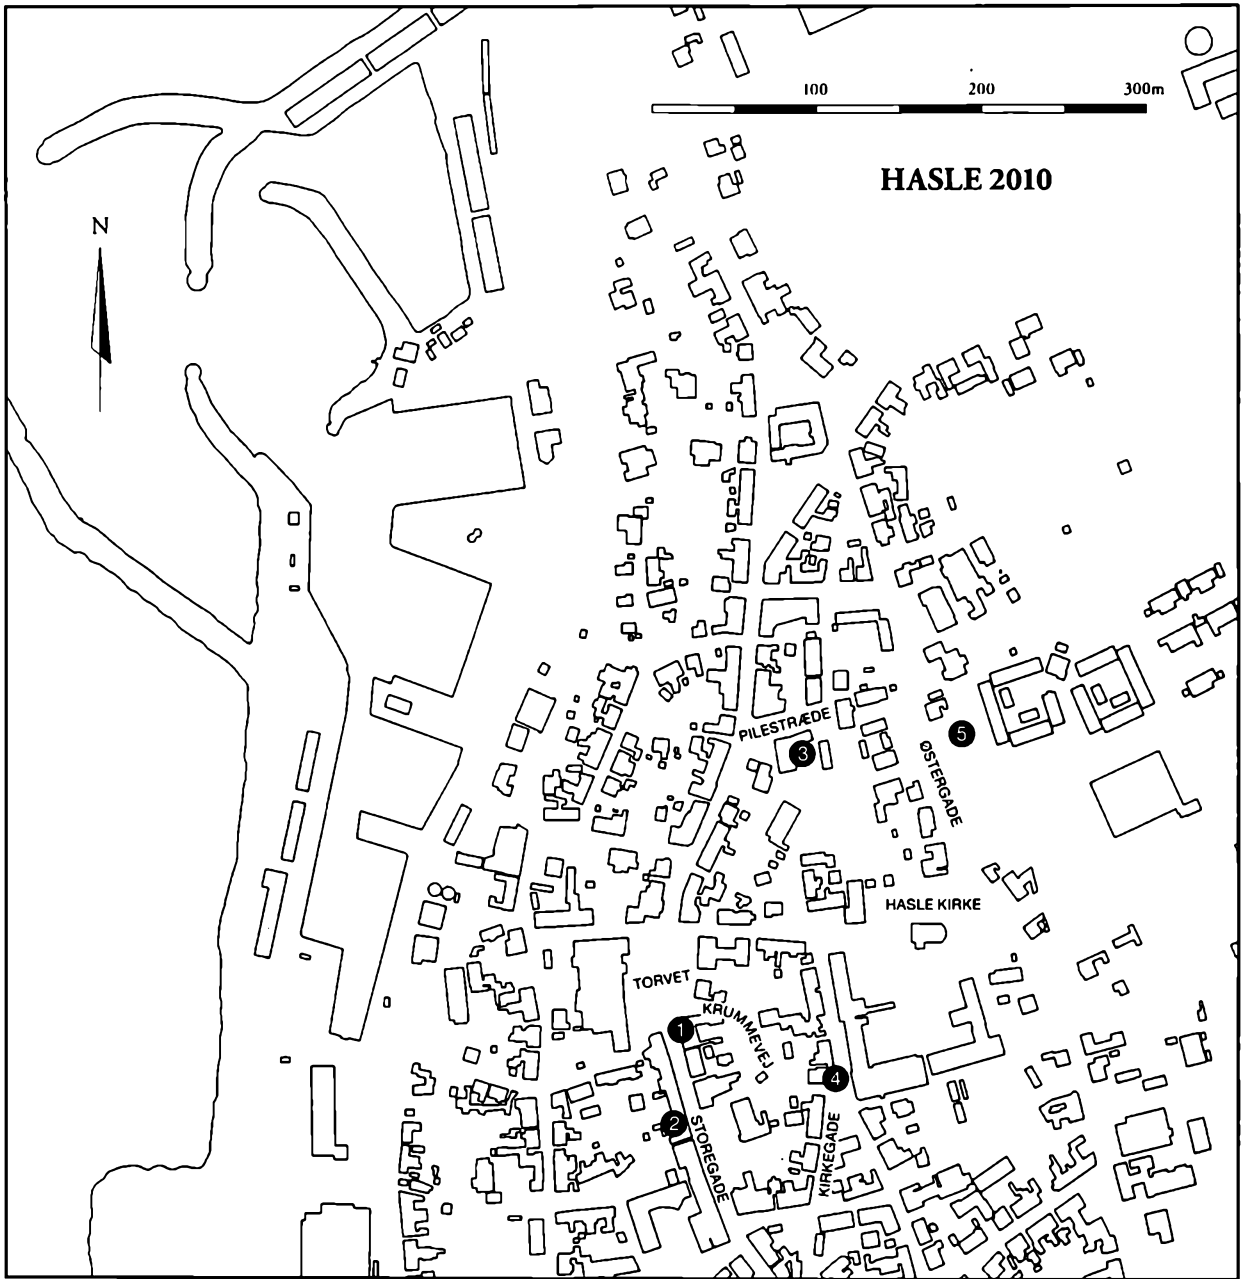 100 200 300m
HASLE 2010
N
PILESTRÆDE
3
5
ØSTERGADE
HASLE KIRKE
TORVET
KRUMMEVEJ
1
4
2
STOREGADE
KIRKEGADE